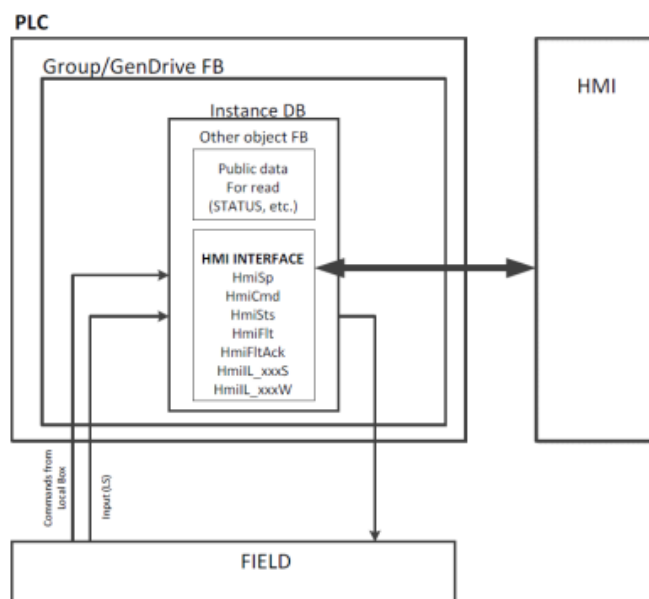 PLC
Group/GenDrive FB
Instance DB
Other object FB
Public data
For read
(STATUS, etc.)
HMI INTERFACE
HmiSp
HmiCmd
HmiSts
HmiFlt
HmiFltAck
HmiIL_xxxS
HmiIL_xxxW
HMI
Commands from
Local Box
Input (LS)
FIELD